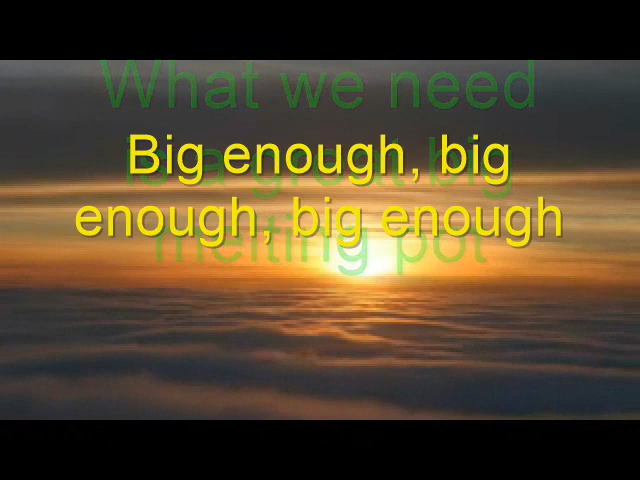 What we need
is a great big
melting pot
Big enough, big
enough, big enough